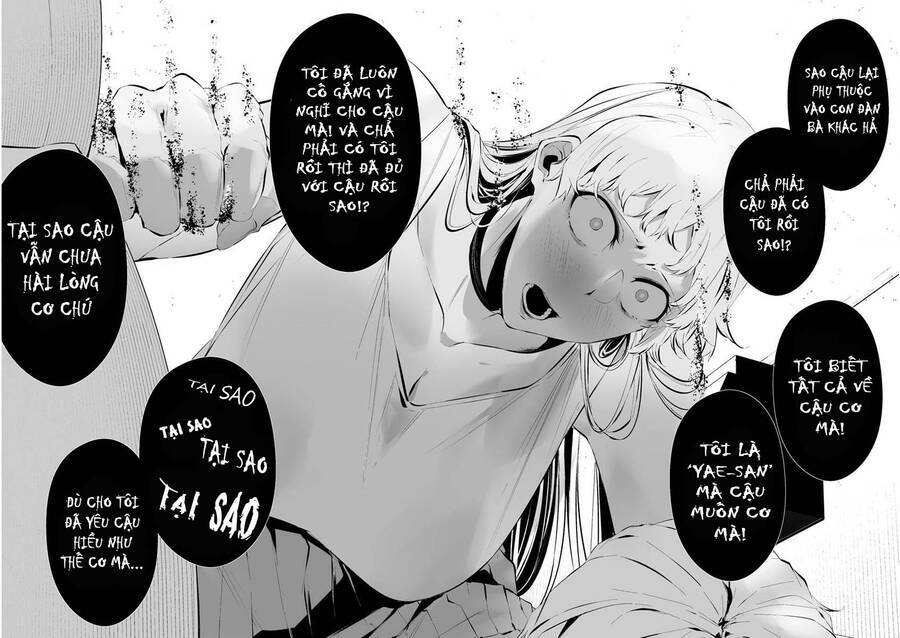 SAO CẬU LẠI
PHỤ THUỘC
VÀO CON ĐÀN
BÀ KHÁC HẢ
CHẢ PHẢI
CẬU ĐÃ CÓ
TÔI RỒI
SAO!?
TÔI BIẾT
TẤT CẢ VỀ
CẬU CƠ
MÀ!
TÔI LÀ
'YAE-SAN'
MÀ CẬU
MUỐN CƠ
MÀ!
TÔI ĐÃ LUÔN
CỐ GẮNG VÌ
NGHĨ CHO CẬU
MÀ! VÀ CHẢ
PHẢI CÓ TÔI
RỒI THÌ ĐÃ ĐỦ
VỚI CẬU RỒI
SAO!?
TẠI SAO CẬU
VẪN CHƯA
HÀI LÒNG
CƠ CHỨ
TẠI SAO
TẠI SAO
TẠI SAO
TẠI SAO
DÙ CHO TÔI
ĐÃ YÊU CẬU
HIỀU NHƯ
THẾ CƠ MÀ...